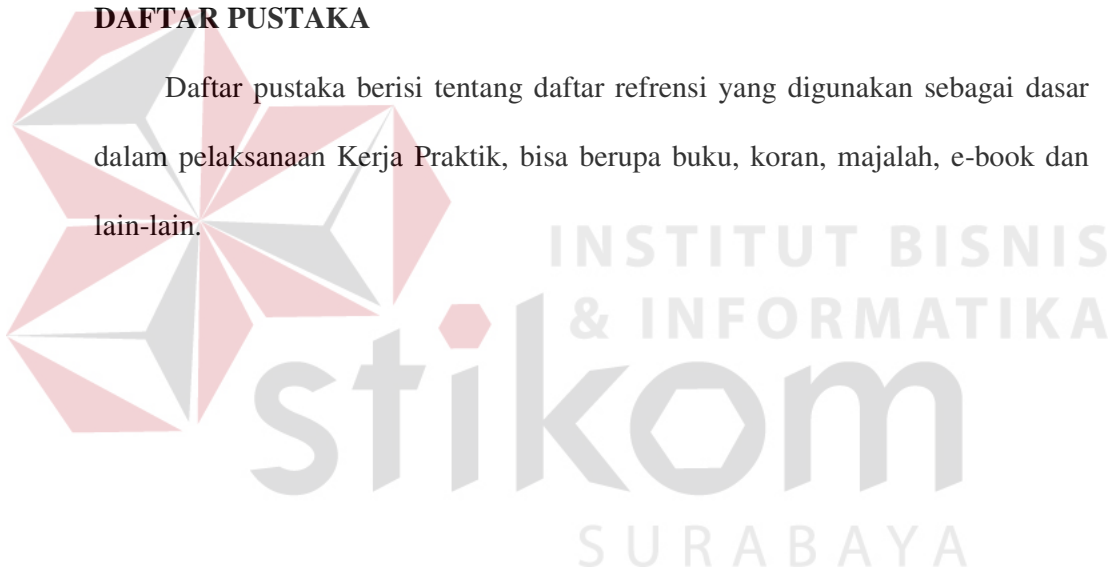 DAFTAR PUSTAKA
Daftar pustaka berisi tentang daftar refrensi yang digunakan sebagai dasar
dalam pelaksanaan Kerja Praktik, bisa berupa buku, koran, majalah, e-book dan
lain-lain.
INSTITUT BISNIS
& INFORMATIKA
stikom
SURABAYA